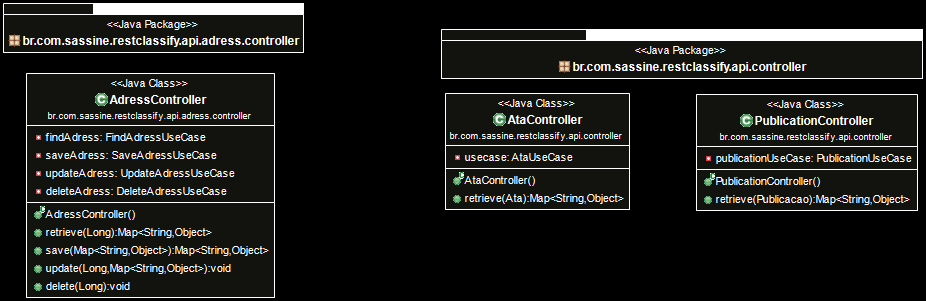 <<Java Package>>
br.com.sassine.restclassify.api.adress.controller
<<Java Class>>
AdressController
br.com.sassine.restclassify.api.adress.controller
findAdress: FindAdressUseCase
saveAdress: SaveAdressUseCase
updateAdress: UpdateAdressUseCase
deleteAdress: DeleteAdressUseCase
AdressController()
retrieve(Long):Map<String,Object>
save(Map<String,Object>):Map<String,Object>
update(Long,Map<String,Object>):void
delete(Long):void
<<Java Package>>
br.com.sassine.restclassify.api.controller
<<Java Class>>
AtaController
br.com.sassine.restclassify.api.controller
usecase: AtaUseCase
AtaController()
retrieve(Ata):Map<String,Object>
<<Java Class>>
PublicationController
br.com.sassine.restclassify.api.controller
publicationUseCase: PublicationUseCase
PublicationController()
retrieve(Publicacao):Map<String,Object>